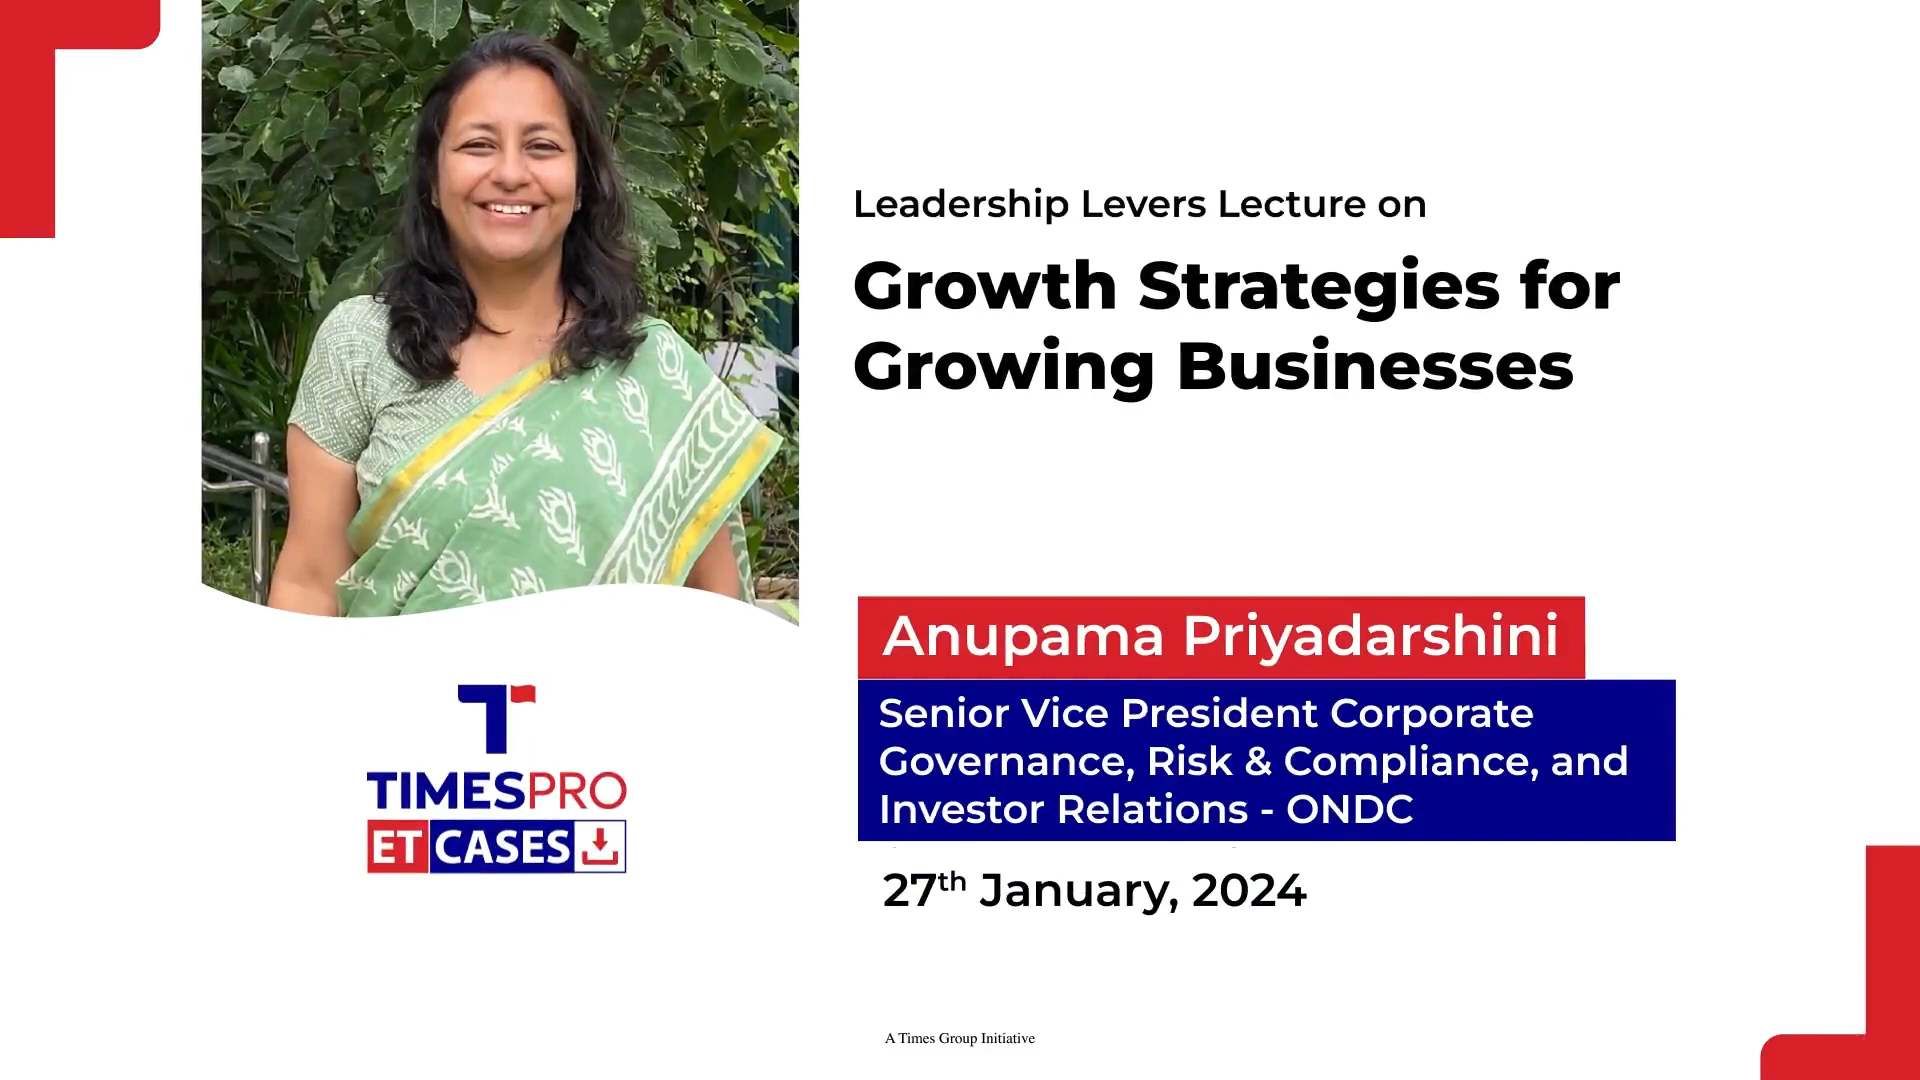 Leadership Levers Lecture on
Growth Strategies for
Growing Businesses
Anupama Priyadarshini
Senior Vice President Corporate
Governance, Risk & Compliance, and
Investor Relations - ONDC
27th January, 2024
TIMESPRO
ET CASES
A Times Group Initiative